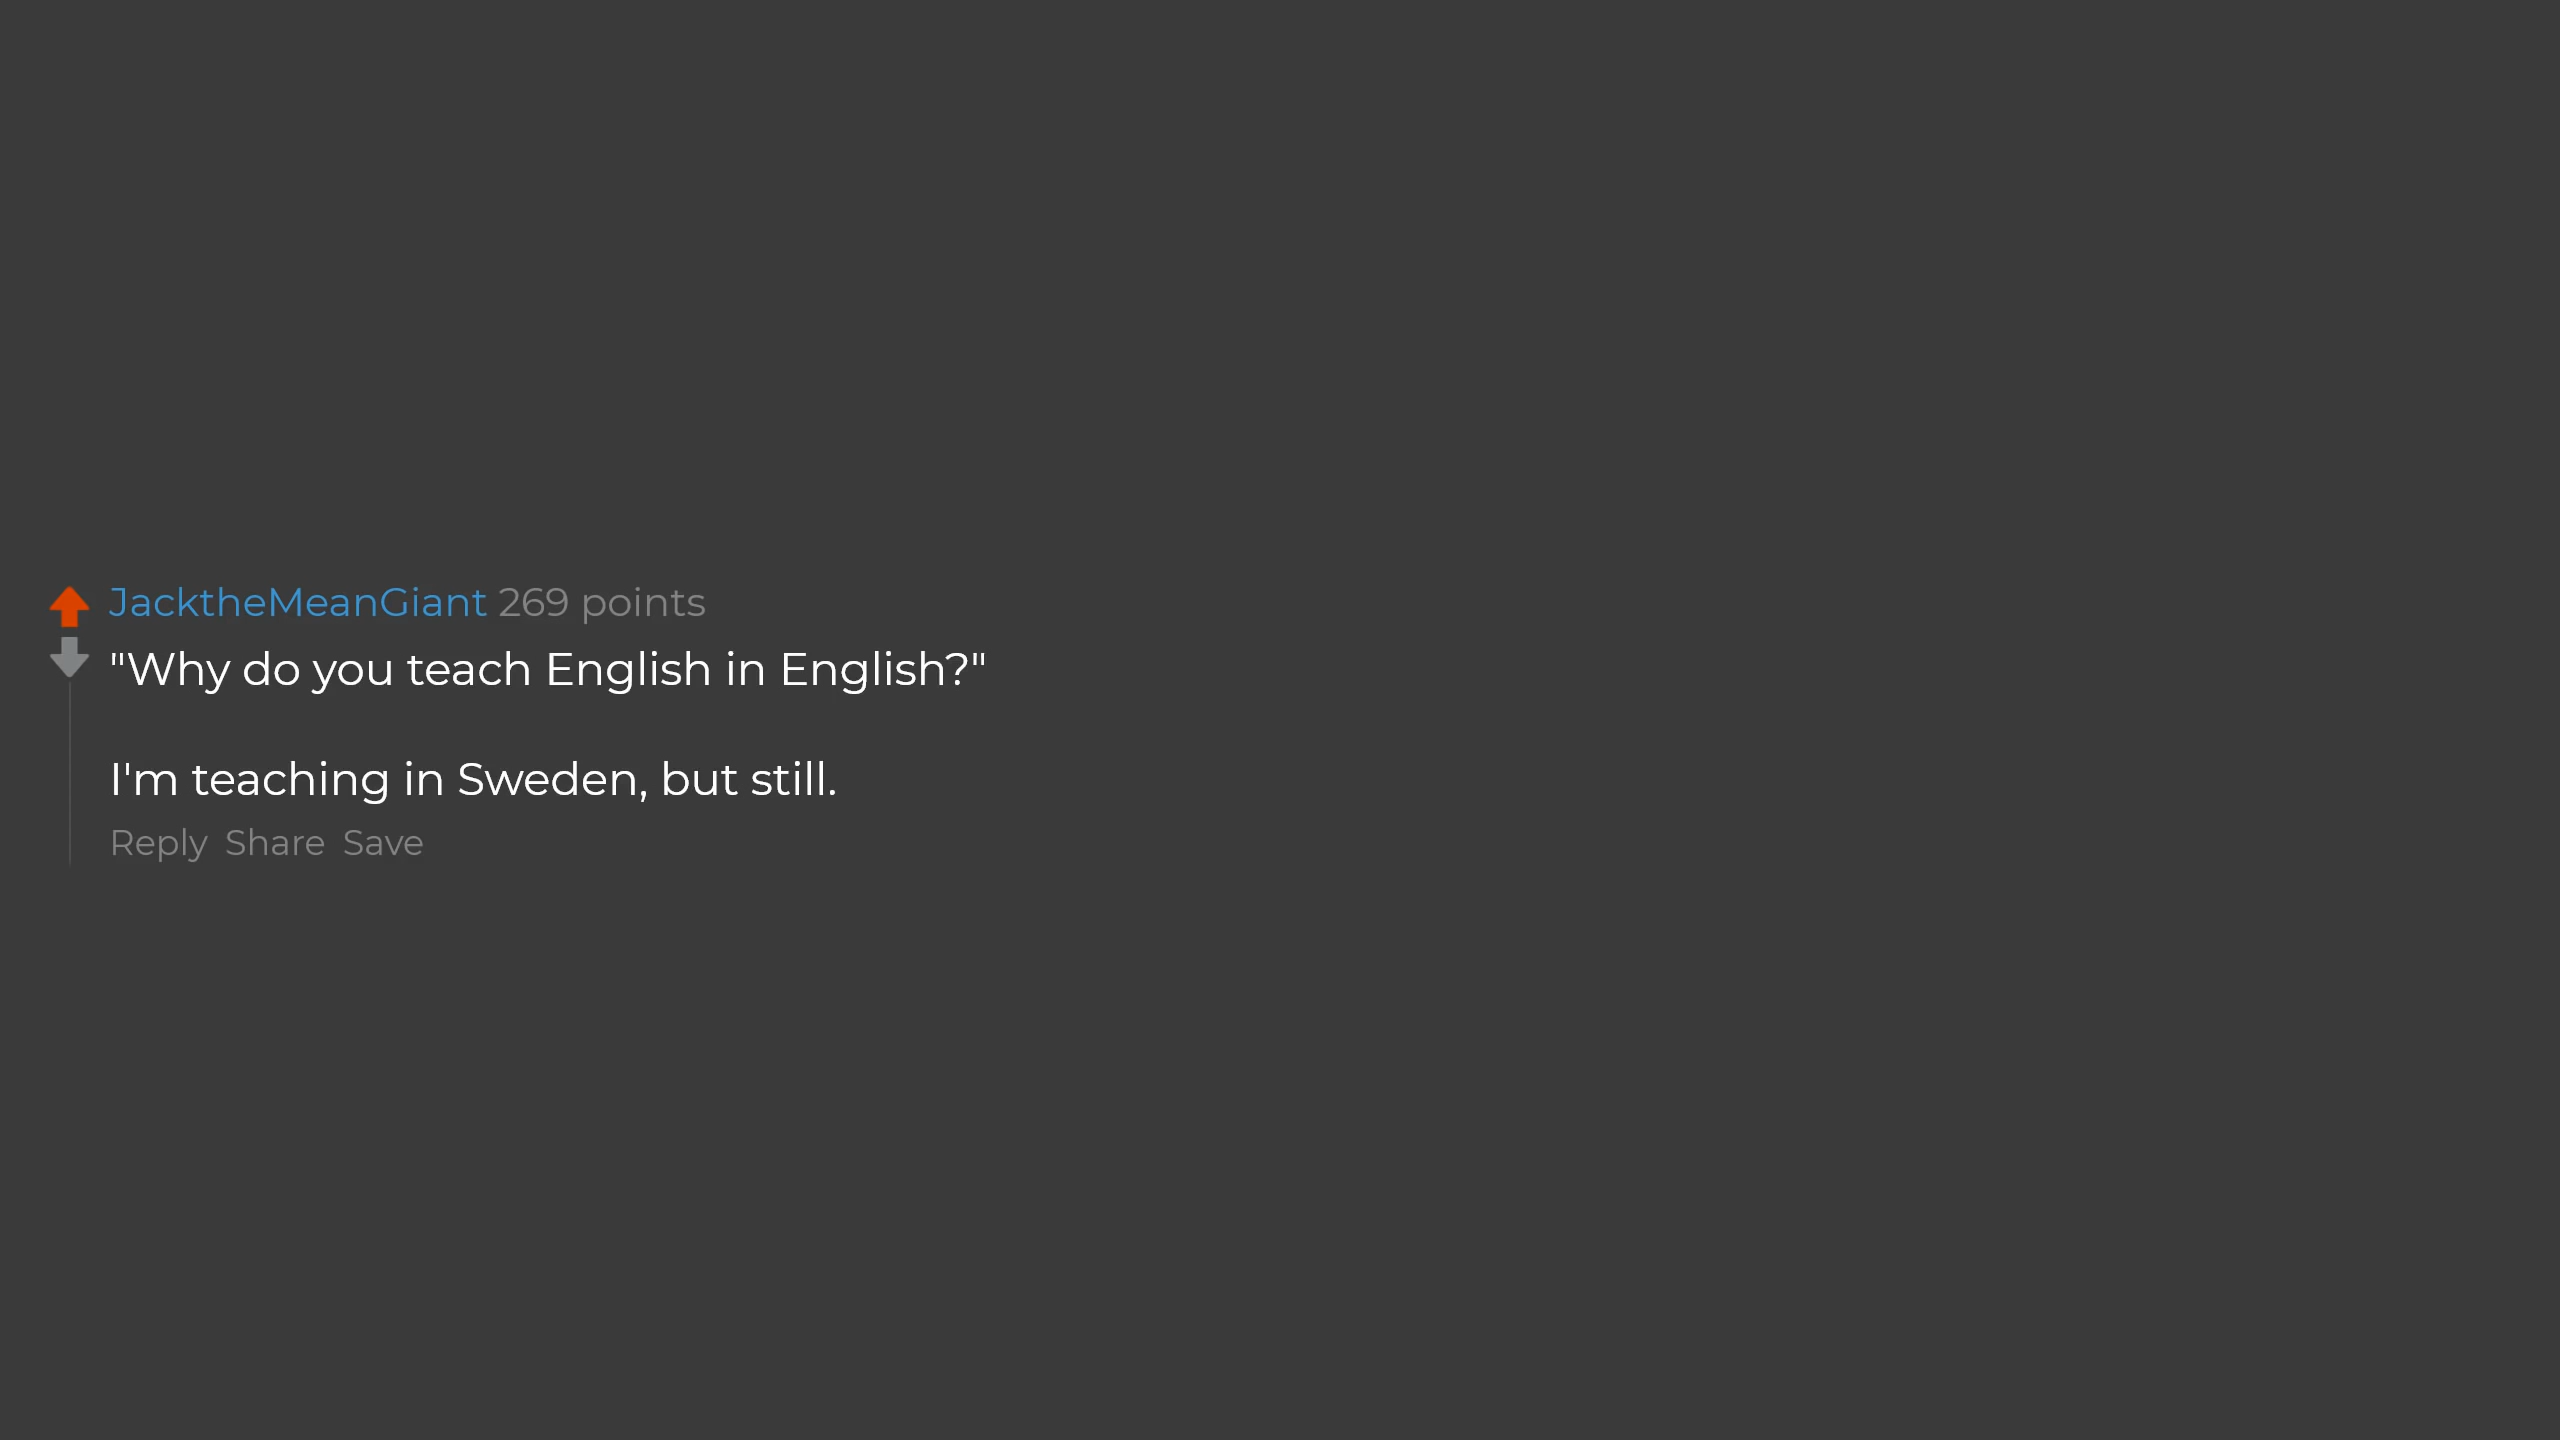 JacktheMeanGiant 269 points
"Why do you teach English in English?"
I'm teaching in Sweden, but still.
Reply Share Save